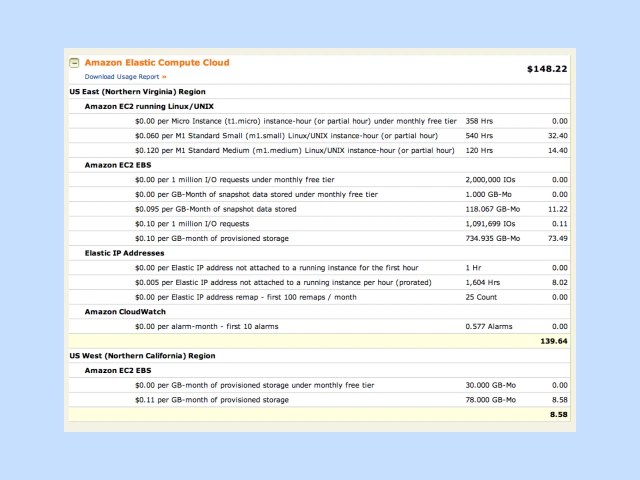 Amazon Elastic Compute Cloud $148.22
Download Usage Report »
US East (Northern Virginia) Region
Amazon EC2 running Linux/UNIX
$0.00 per Micro Instance (t1.micro) instance-hour (or partial hour) under monthly free tier 358 Hrs 0.00
$0.060 per M1 Standard Small (m1.small) Linux/UNIX instance-hour (or partial hour) 540 Hrs 32.40
$0.120 per M1 Standard Medium (m1.medium) Linux/UNIX instance-hour (or partial hour) 120 Hrs 14.40
Amazon EC2 EBS
$0.00 per 1 million I/O requests under monthly free tier 2,000,000 IOs 0.00
$0.00 per GB-Month of snapshot data stored under monthly free tier 1.000 GB-Mo 0.00
$0.095 per GB-Month of snapshot data stored 118.067 GB-Mo 11.22
$0.10 per 1 million I/O requests 1,091,699 IOs 0.11
$0.10 per GB-month of provisioned storage 734.935 GB-Mo 73.49
Elastic IP Addresses
$0.00 per Elastic IP address not attached to a running instance for the first hour 1 Hr 0.00
$0.005 per Elastic IP address not attached to a running instance per hour (prorated) 1,604 Hrs 8.02
$0.00 per Elastic IP address remap - first 100 remaps / month 25 Count 0.00
Amazon CloudWatch
$0.00 per alarm-month - first 10 alarms 0.577 Alarms 0.00
139.64
US West (Northern California) Region
Amazon EC2 EBS
$0.00 per GB-month of provisioned storage under monthly free tier 30.000 GB-Mo 0.00
$0.11 per GB-month of provisioned storage 78.000 GB-Mo 8.58
8.58